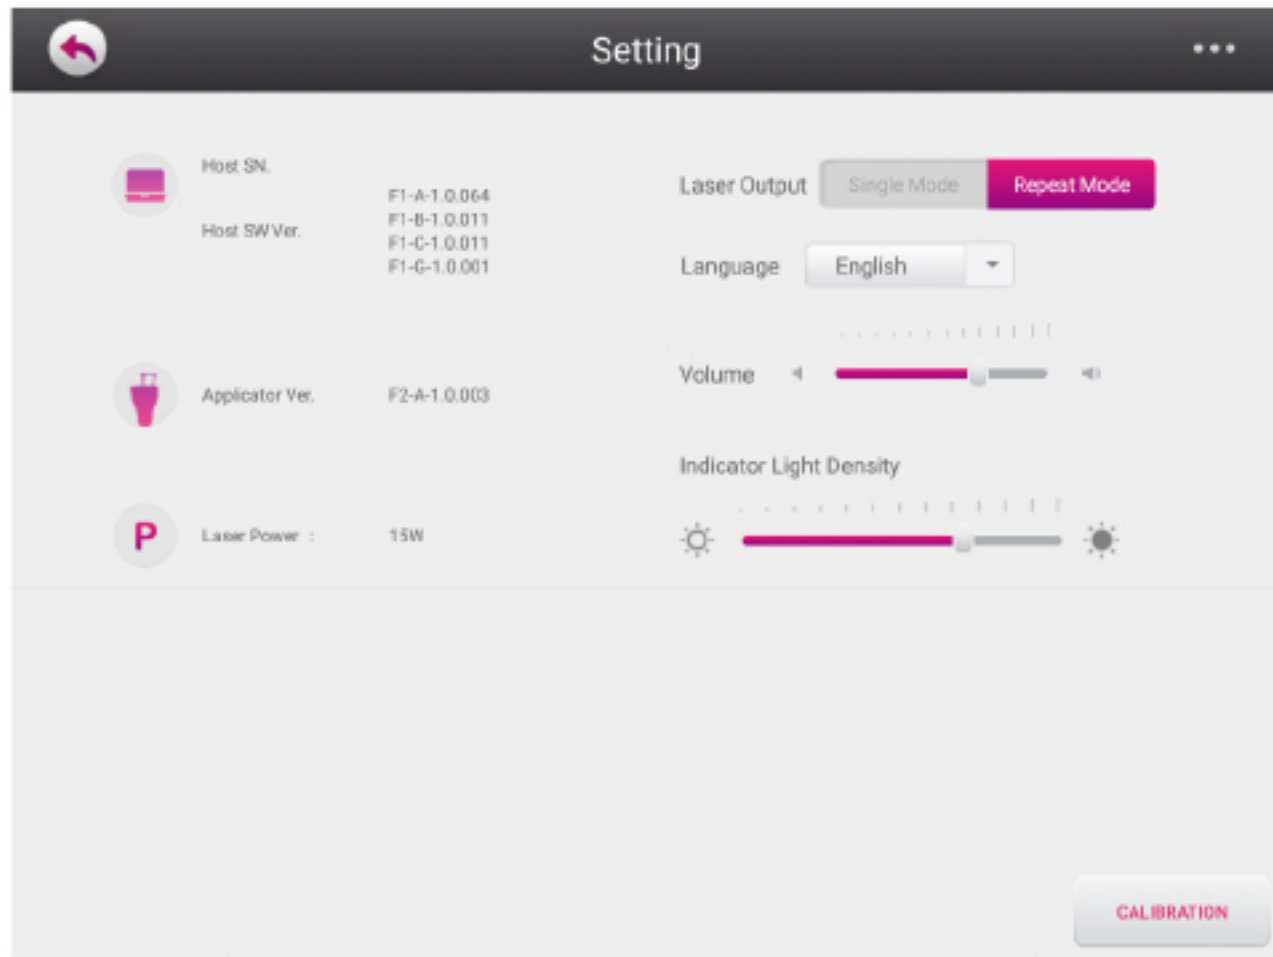 Setting
Host SN.
Host SW Ver.
F1-A-1.0.064
F1-B-1.0.011
F1-C-1.0.011
F1-G-1.0.001
Applicator Ver.
F2-A-1.0.003
Laser Power :
15W
Laser Output
Single Mode
Repeat Mode
Language
English
Volume
Indicator Light Density
CALIBRATION